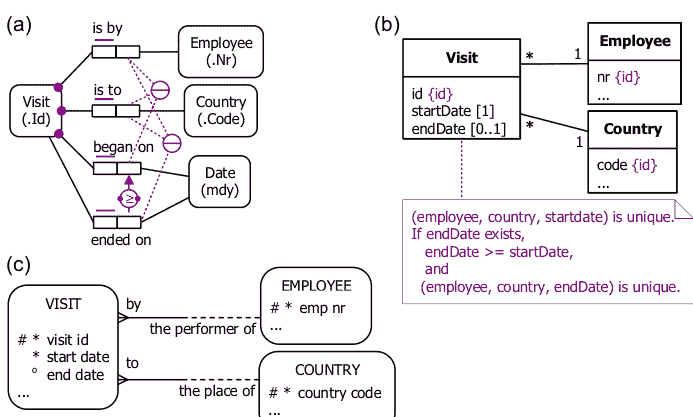 (a)
is by
Employee
(.Nr)
Visit
(.Id)
is to
Country
(.Code)
began on
Date
(mdy)
≥
ended on
(b)
Visit
id {id}
startDate [1]
endDate [0..1]
*
1
Employee
nr {id}
...
*
1
Country
code {id}
...
(employee, country, startdate) is unique.
If endDate exists,
endDate >= startDate,
and
(employee, country, endDate) is unique.
(c)
VISIT
# * visit id
* start date
° end date
...
by
the performer of
EMPLOYEE
# * emp nr
...
to
the place of
COUNTRY
# * country code
...